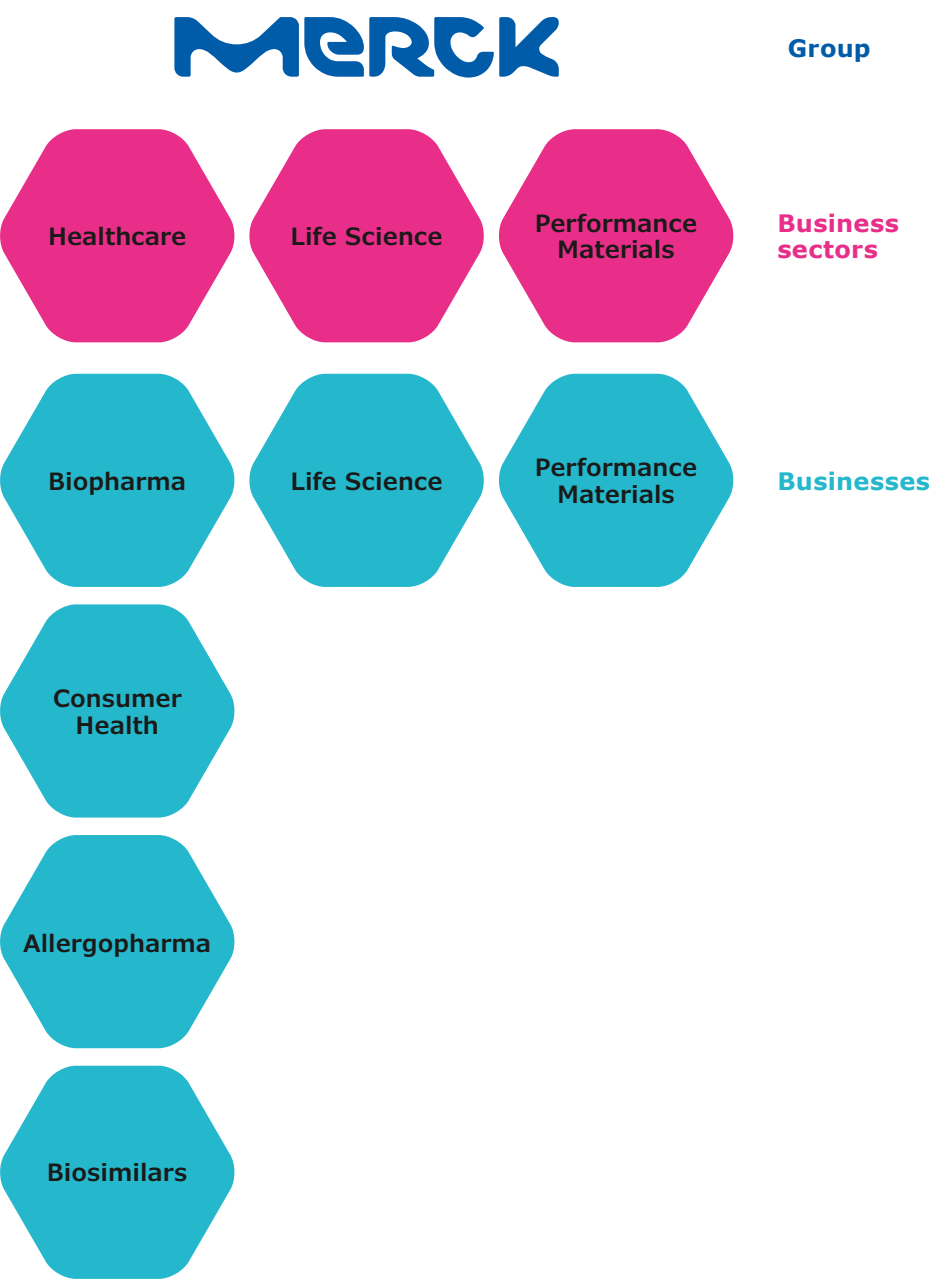 MERCK
Group
Healthcare
Life Science
Performance
Materials
Business
sectors
Biopharma
Life Science
Performance
Materials
Businesses
Consumer
Health
Allergopharma
Biosimilars